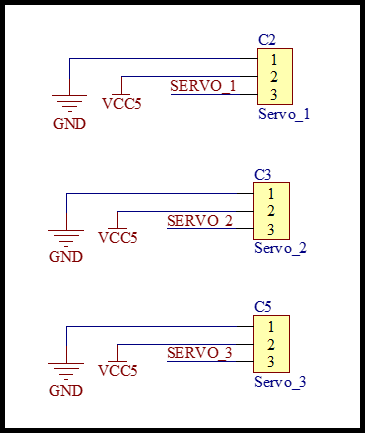 C2
1
2
SERVO_1 3
VCC5
GND
Servo_1
C3
1
2
SERVO_2 3
VCC5
GND
Servo_2
C5
1
2
SERVO_3 3
VCC5
GND
Servo_3